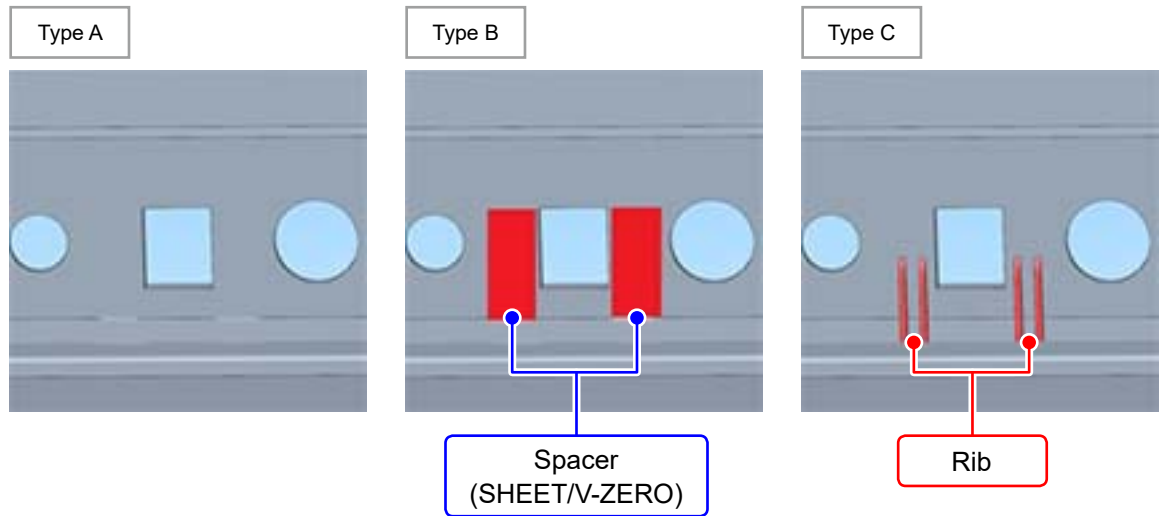 Type A
Type B
Type C
Spacer
(SHEET/V-ZERO)
Rib